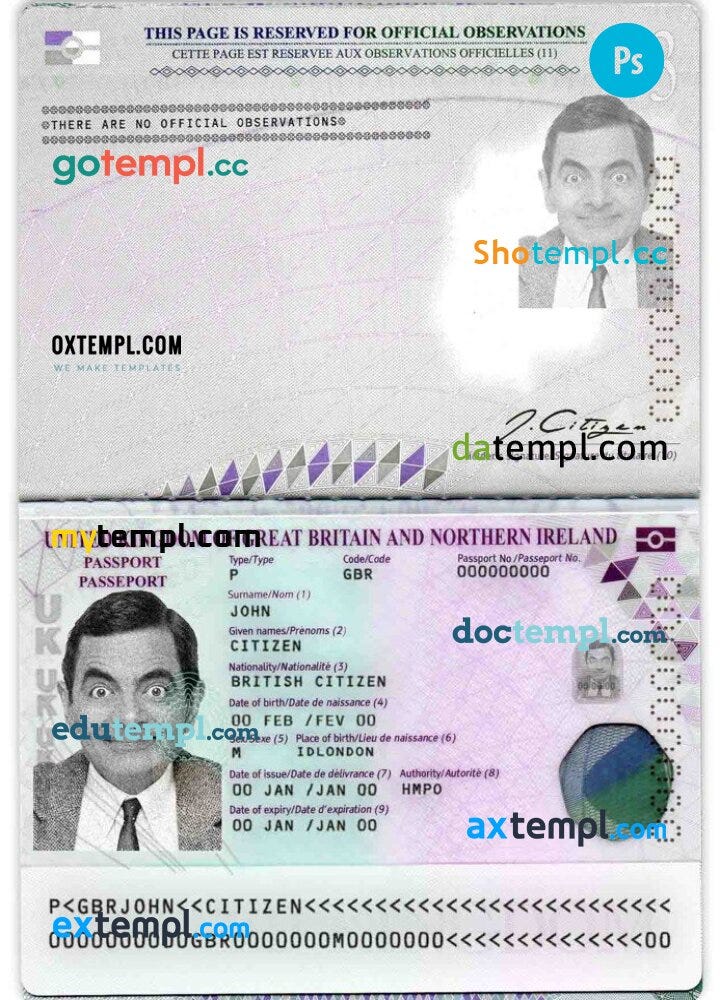 THIS PAGE IS RESERVED FOR OFFICIAL OBSERVATIONS
CETTE PAGE EST RESERVEE AUX OBSERVATIONS OFFICIELLES (11)
Ps
THERE ARE NO OFFICIAL OBSERVATIONS
gotempl.cc
Shotempl.cc
OXTEMPL.COM
WE MAKE TEMPLATES
J. Citizen
datempl.com
mytempl.com
GREAT BRITAIN AND NORTHERN IRELAND
PASSPORT
PASSEPORT
Type/Type Code/Code Passport No/Passeport No.
P GBR 000000000
Surname/Nom (1)
JOHN
Given names/Prénoms (2)
CITIZEN
doctempl.com
Nationality/Nationalité (3)
BRITISH CITIZEN
Date of birth/Date de naissance (4)
00 FEB /FEV 00
edutempl.com
Place of birth/Lieu de naissance (6)
M IDLONDON
Date of issue/Date de délivrance (7) Authority/Autorité (8)
00 JAN /JAN 00 HMPO
Date of expiry/Date d'expiration (9)
00 JAN /JAN 00
axtempl.com
UK UK UK
P<GBRJOHN<<CITIZEN<<<<<<<<<<<<<<<<<<<<<<<<<<
extempl.com
0000000000GBR0000000M0000000<<<<<<<<<<<<<<00